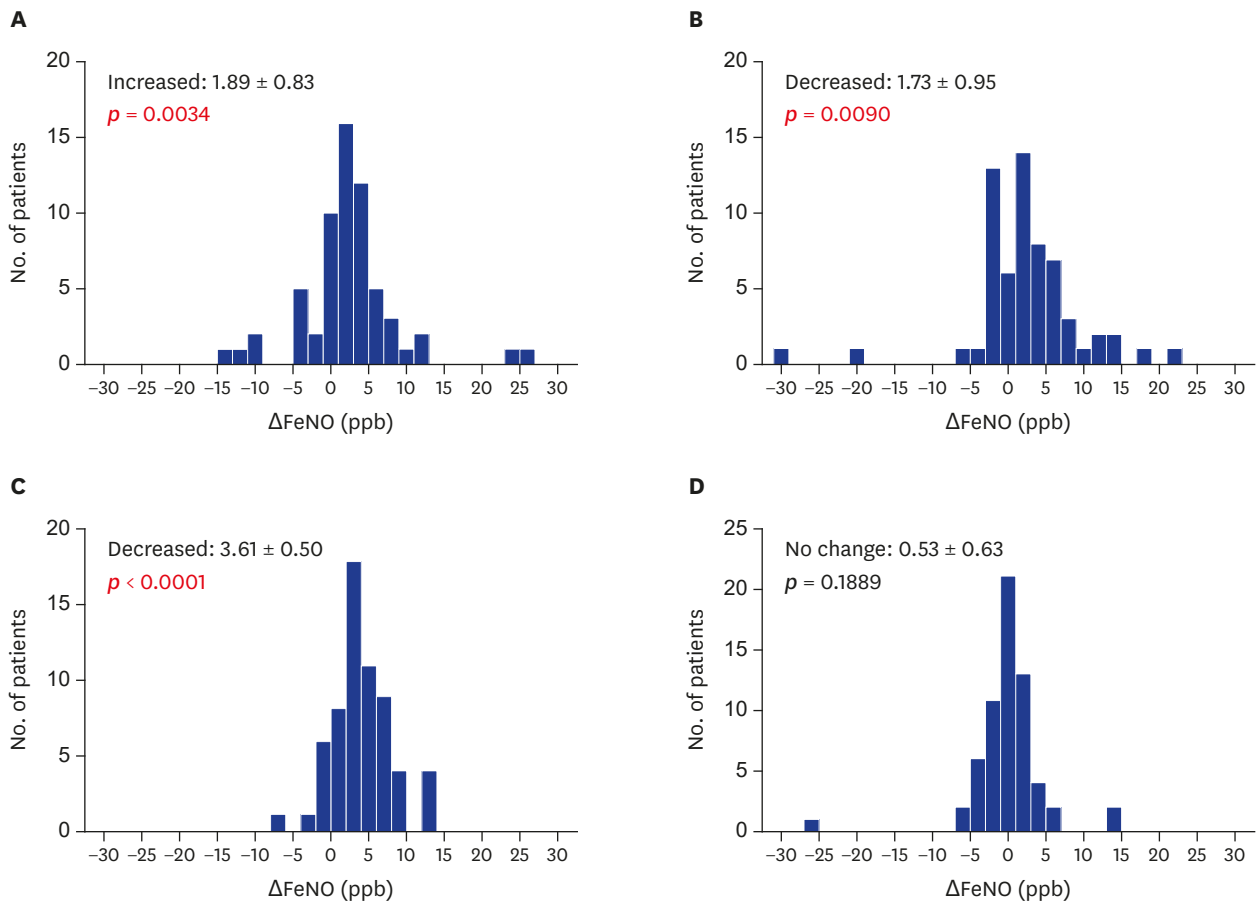 A
Increased: 1.89 ± 0.83
p = 0.0034
No. of patients
20
15
10
5
0
−30 −25 −20 −15 −10 −5 0 5 10 15 20 25 30
ΔFeNO (ppb)
B
Decreased: 1.73 ± 0.95
p = 0.0090
No. of patients
20
15
10
5
0
−30 −25 −20 −15 −10 −5 0 5 10 15 20 25 30
ΔFeNO (ppb)
C
Decreased: 3.61 ± 0.50
p < 0.0001
No. of patients
20
15
10
5
0
−30 −25 −20 −15 −10 −5 0 5 10 15 20 25 30
ΔFeNO (ppb)
D
No change: 0.53 ± 0.63
p = 0.1889
No. of patients
25
20
15
10
5
0
−30 −25 −20 −15 −10 −5 0 5 10 15 20 25 30
ΔFeNO (ppb)